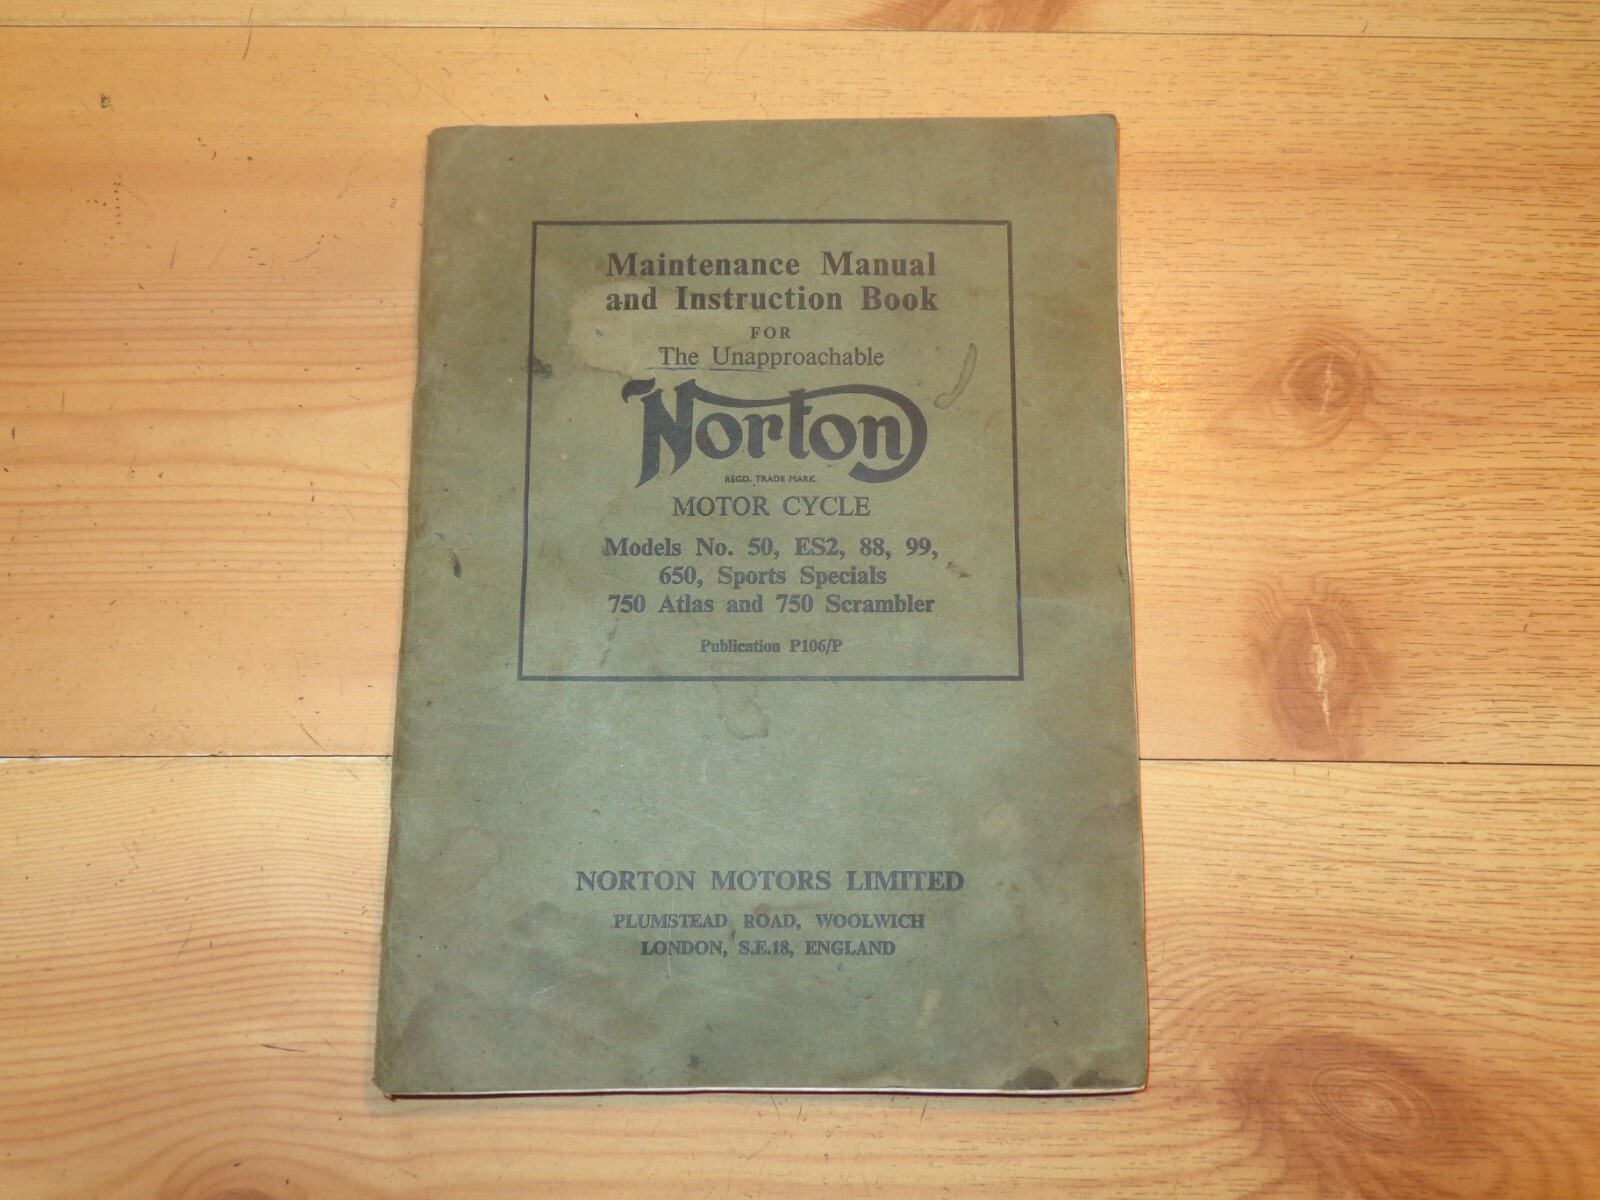 Maintenance Manual
and Instruction Book
FOR
The Unapproachable
Norton
REGD. TRADE MARK
MOTOR CYCLE
Models No. 50, ES2, 88, 99,
650, Sports Specials
750 Atlas and 750 Scrambler
Publication P106/P
NORTON MOTORS LIMITED
PLUMSTEAD ROAD, WOOLWICH
LONDON, S.E.18, ENGLAND